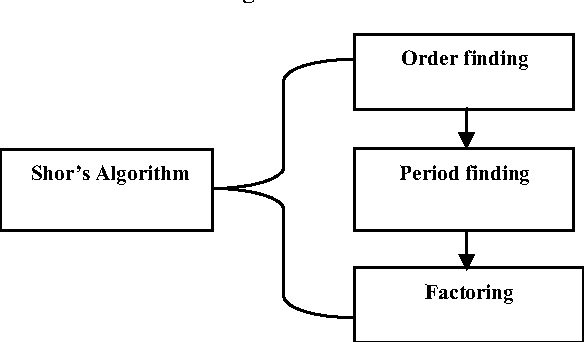 Order finding
Shor's Algorithm
Period finding
Factoring